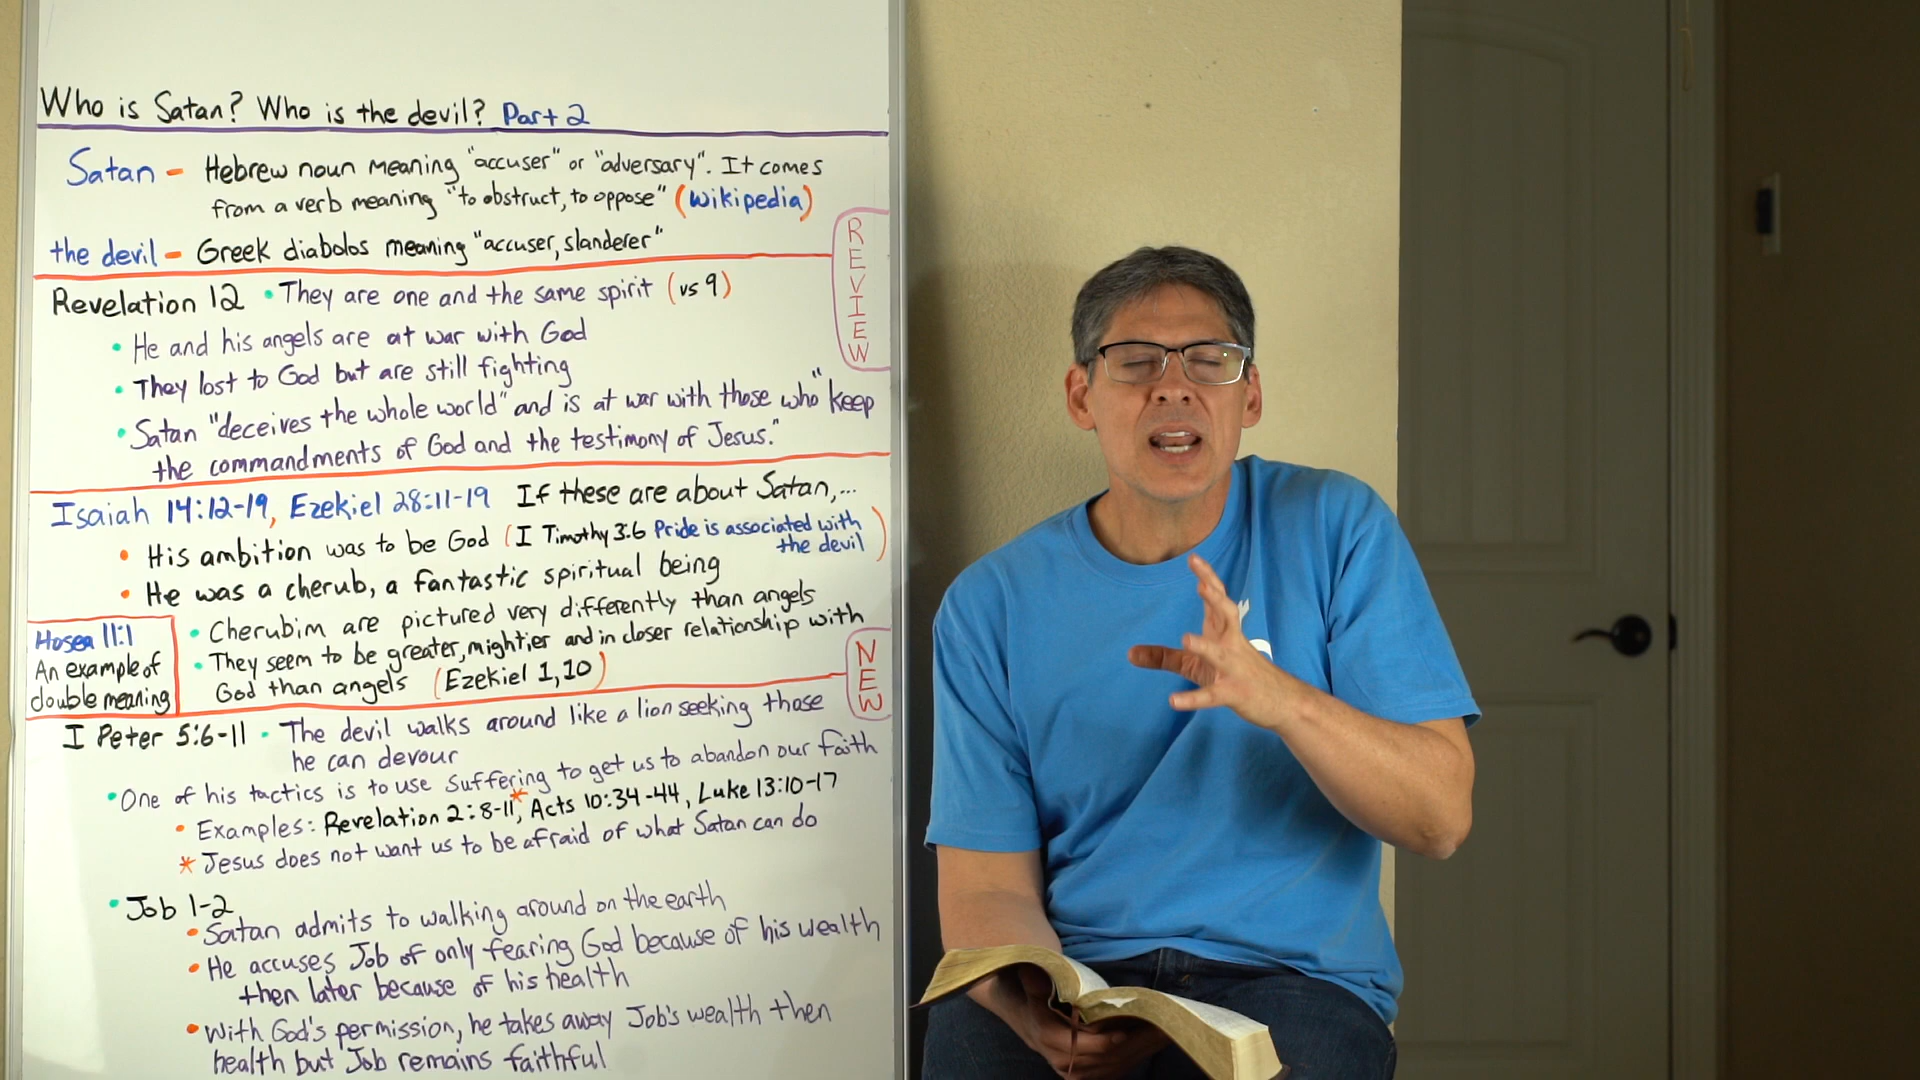 Who is Satan? Who is the devil? Part 2
Satan - Hebrew noun meaning "accuser" or "adversary". It comes
from a verb meaning "to obstruct, to oppose" (Wikipedia)
the devil - Greek diabolos meaning "accuser, slanderer"
REVIEW
Revelation 12 • They are one and the same spirit (vs 9)
• He and his angels are at war with God
• They lost to God but are still fighting
• Satan "deceives the whole world" and is at war with those who "keep
the commandments of God and the testimony of Jesus."
Isaiah 14:12-19, Ezekiel 28:11-19 If these are about Satan,...
• His ambition was to be God (I Timothy 3:6 Pride is associated with
the devil)
• He was a cherub, a fantastic spiritual being
• Cherubim are pictured very differently than angels
• They seem to be greater, mightier and in closer relationship with
God than angels (Ezekiel 1,10)
Hosea 11:1
An example of
double meaning
NEW
I Peter 5:6-11 • The devil walks around like a lion seeking those
he can devour
• One of his tactics is to use suffering to get us to abandon our faith
• Examples: Revelation 2:8-11*, Acts 10:34-44, Luke 13:10-17
* Jesus does not want us to be afraid of what Satan can do
• Job 1-2
• Satan admits to walking around on the earth
• He accuses Job of only fearing God because of his wealth
then later because of his health
• With God's permission, he takes away Job's wealth then
health but Job remains faithful